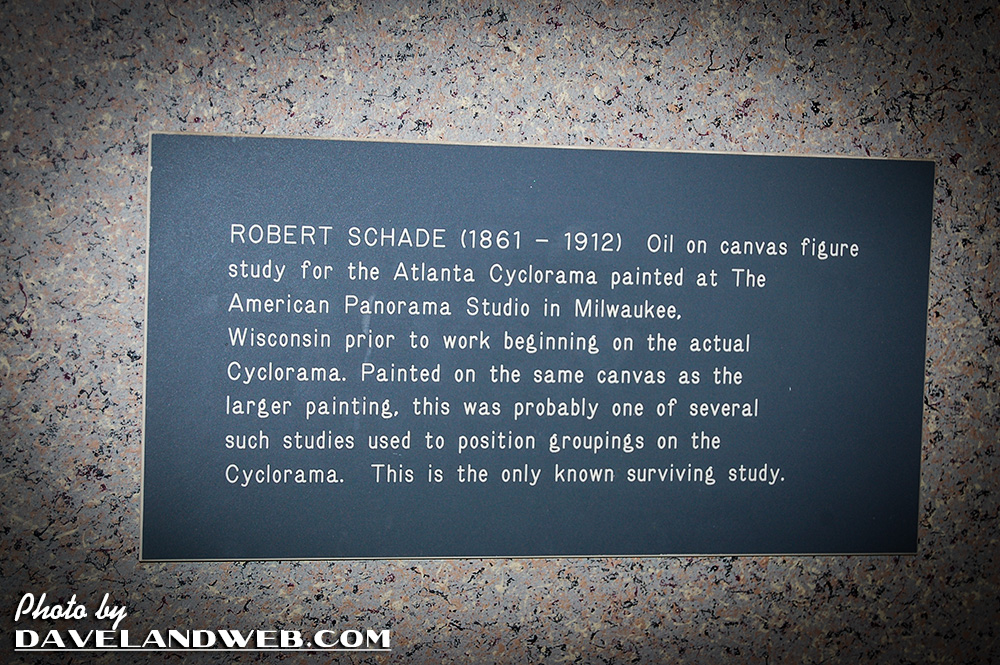 ROBERT SCHADE (1861 – 1912) Oil on canvas figure
study for the Atlanta Cyclorama painted at The
American Panorama Studio in Milwaukee,
Wisconsin prior to work beginning on the actual
Cyclorama. Painted on the same canvas as the
larger painting, this was probably one of several
such studies used to position groupings on the
Cyclorama. This is the only known surviving study.
Photo by
DAVELANDWEB.COM